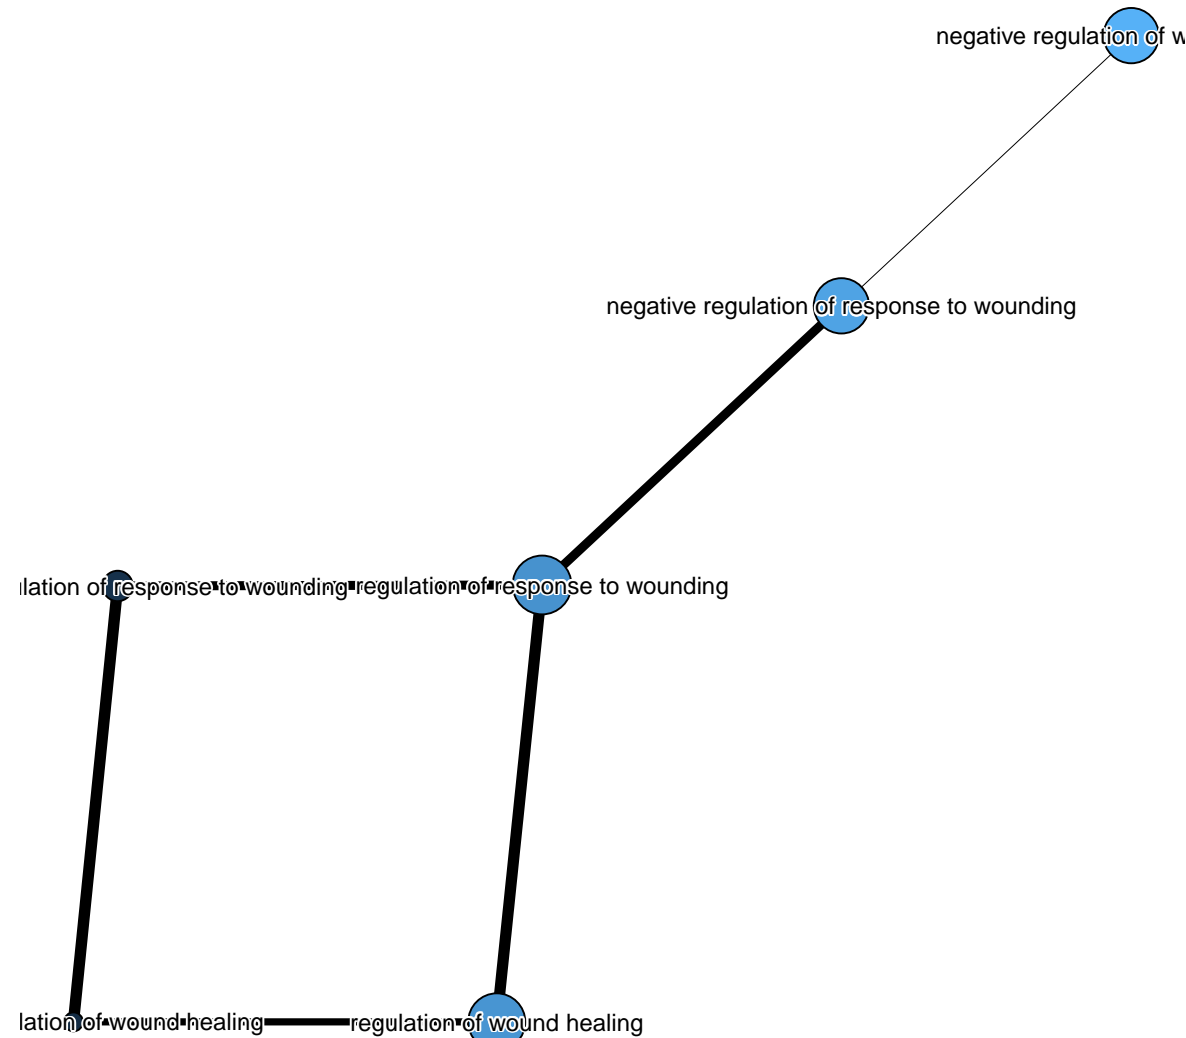 negative regulation of w
negative regulation of response to wounding
lation of response to wounding
regulation of response to wounding
lation of wound healing
regulation of wound healing